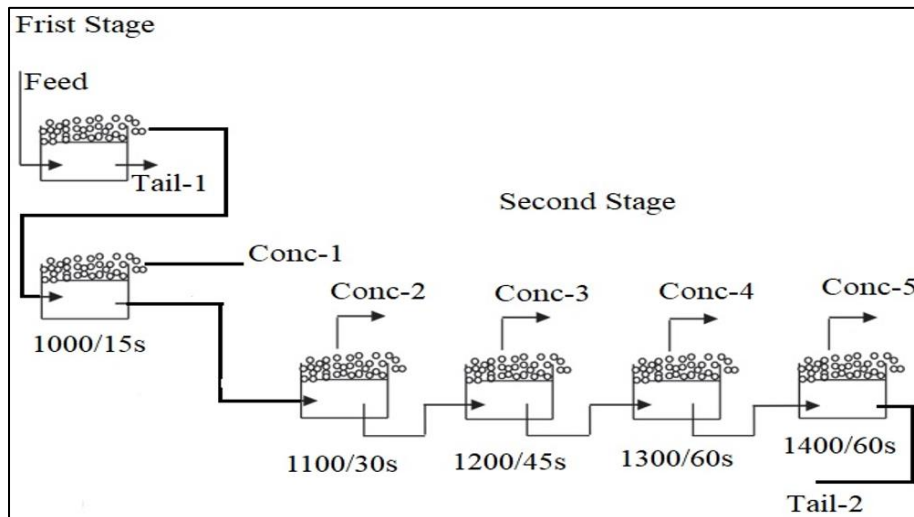 Frist Stage
Feed
Tail-1
Second Stage
Conc-1
Conc-2
Conc-3
Conc-4
Conc-5
1000/15s
1100/30s
1200/45s
1300/60s
1400/60s
Tail-2